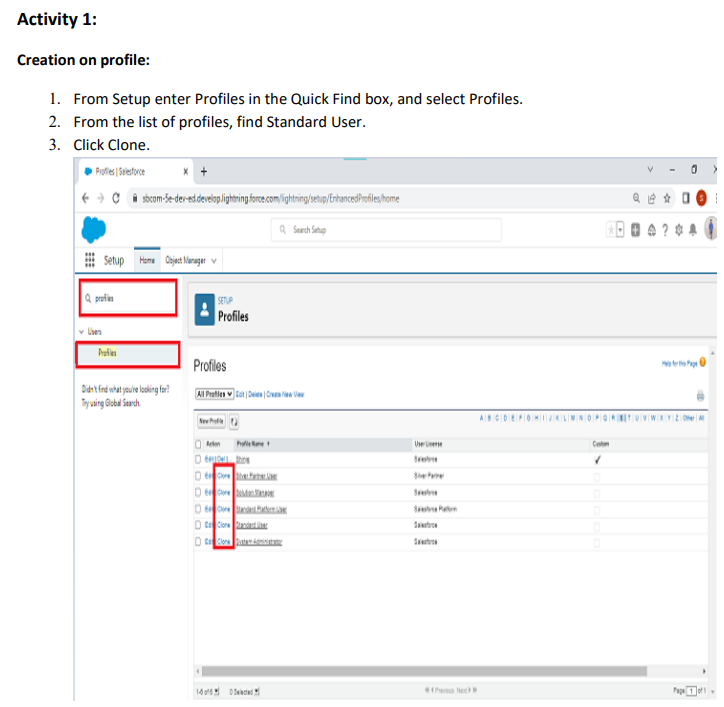 Activity 1:
Creation on profile:
1. From Setup enter Profiles in the Quick Find box, and select Profiles.
2. From the list of profiles, find Standard User.
3. Click Clone.
Profiles | Salesforce
sbcom-5e-dev-ed.develop.lightning.force.com/lightning/setup/EnhancedProfiles/home
Search Setup
Setup Home Object Manager
profiles
SETUP
Profiles
Users
Profiles
Didn't find what you're looking for?
Try using Global Search.
Profiles
Help for this Page
All Profiles Edit | Delete | Create New View
New Profile
A | B | C | D | E | F | G | H | I | J | K | L | M | N | O | P | Q | R | S | T | U | V | W | X | Y | Z | Other | All
Action Profile Name User License Custom
Edit | Del | Salesforce
Edit Clone Silver Partner User Silver Partner
Edit Clone Solution Manager Salesforce
Edit Clone Standard Platform User Salesforce Platform
Edit Clone Standard User Salesforce
Edit Clone System Administrator Salesforce
1-6 of 6 0 Selected Previous Next Page 1 of 1